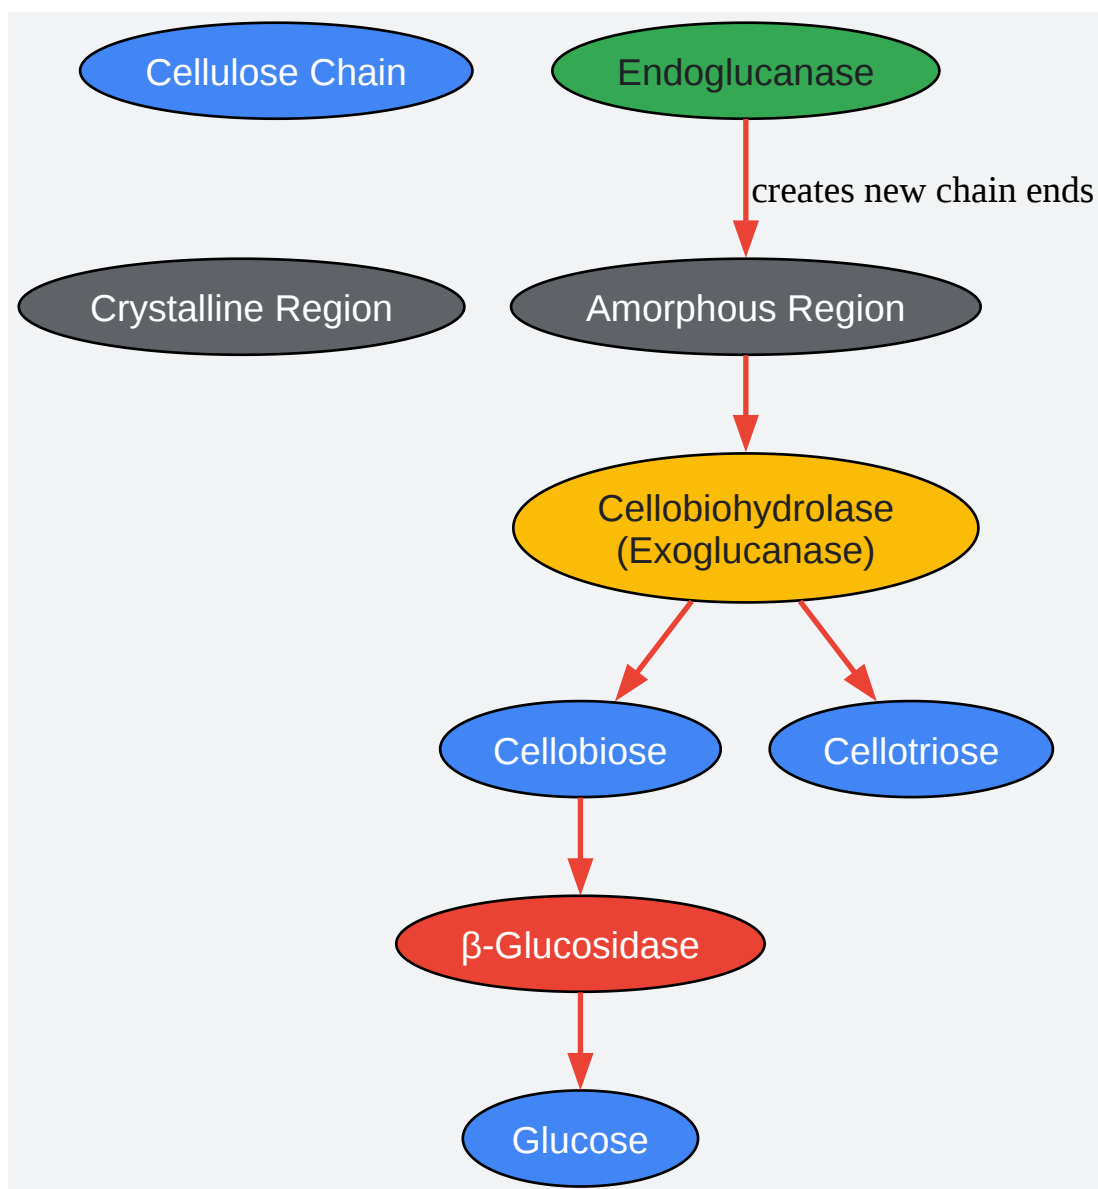 Cellulose Chain
Endoglucanase
creates new chain ends
Crystalline Region
Amorphous Region
Cellobiohydrolase
(Exoglucanase)
Cellobiose
Cellotriose
β-Glucosidase
Glucose